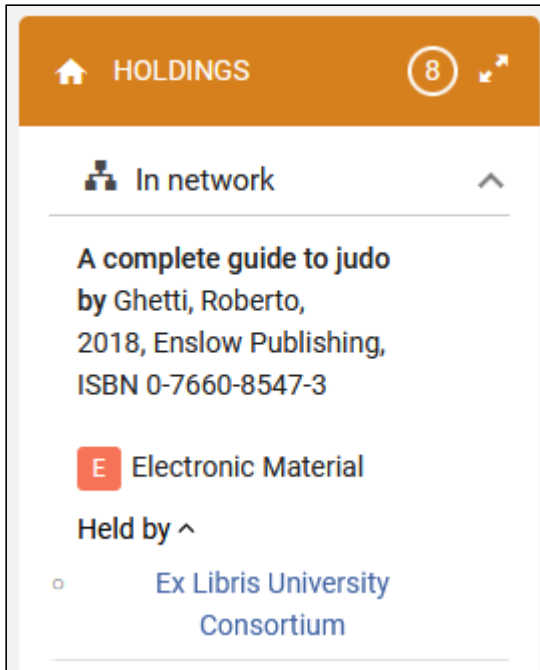 HOLDINGS 8
In network
A complete guide to judo
by Ghetti, Roberto,
2018, Enslow Publishing,
ISBN 0-7660-8547-3
E Electronic Material
Held by
Ex Libris University
Consortium